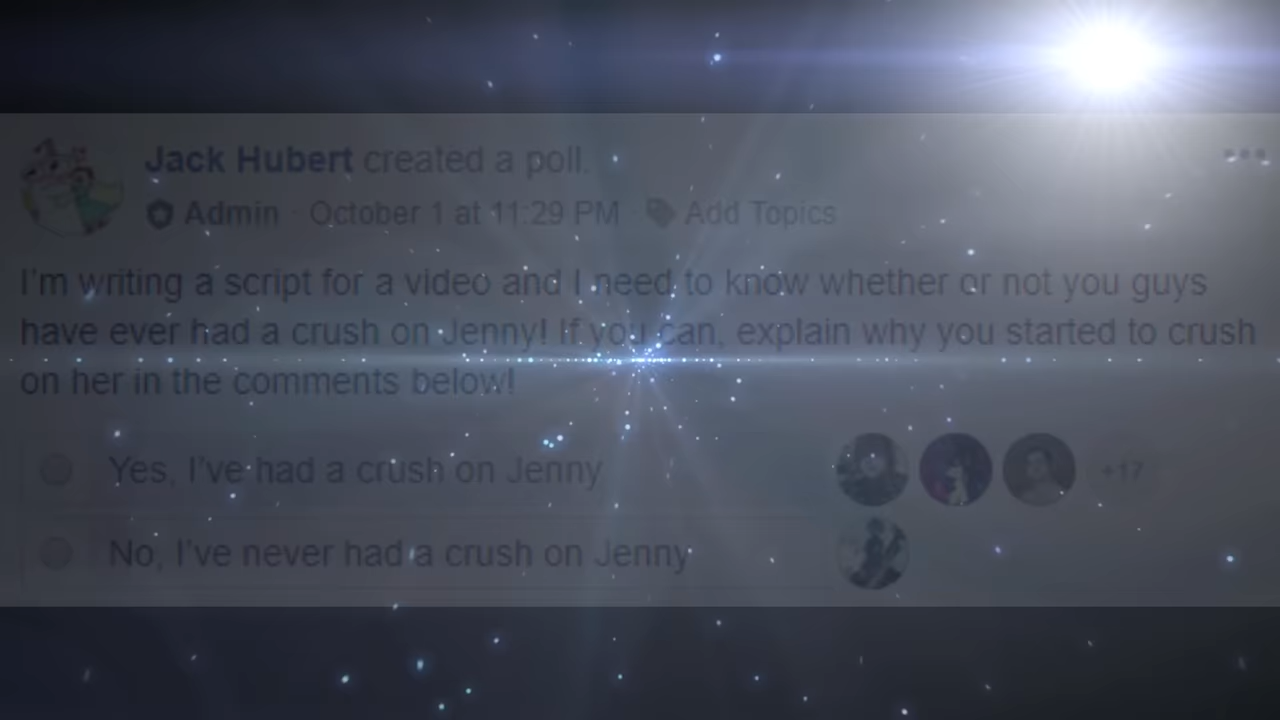 Jack Hubert created a poll.
Admin · October 1 at 11:29 PM · Add Topics
I'm writing a script for a video and I need to know whether or not you guys
have ever had a crush on Jenny! If you can, explain why you started to crush
on her in the comments below!
Yes, I've had a crush on Jenny +17
No, I've never had a crush on Jenny